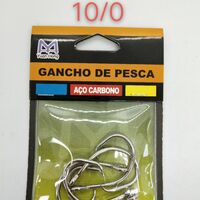 10/0
GANCHO DE PESCA
AÇO CARBONO